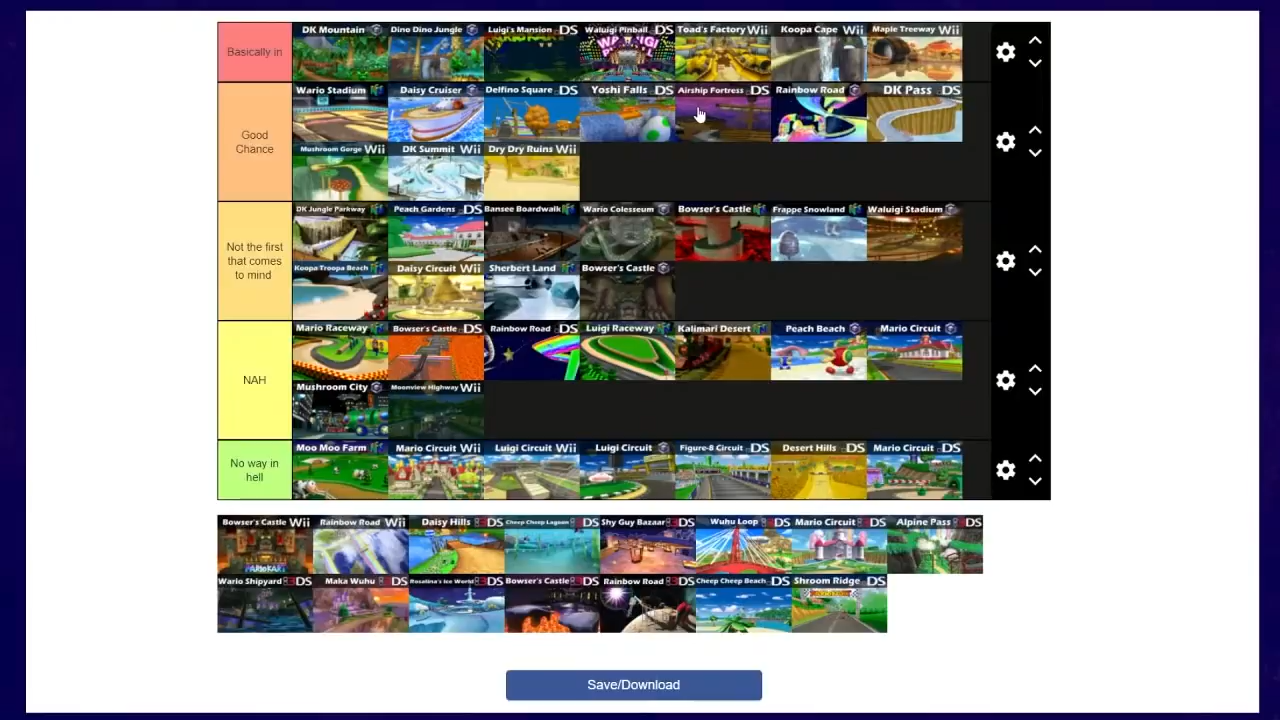 Basically in
DK Mountain
Dino Dino Jungle
Luigi's Mansion DS
Waluigi Pinball DS
Toad's Factory Wii
Koopa Cape Wii
Maple Treeway Wii
Good
Chance
Wario Stadium
Daisy Cruiser
Delfino Square DS
Yoshi Falls DS
Airship Fortress DS
Rainbow Road
DK Pass DS
Mushroom Gorge Wii
DK Summit Wii
Dry Dry Ruins Wii
Not the first
that comes
to mind
DK Jungle Parkway
Peach Gardens DS
Bansee Boardwalk
Wario Colesseum
Bowser's Castle
Frappe Snowland
Waluigi Stadium
Koopa Troopa Beach
Daisy Circuit Wii
Sherbert Land
Bowser's Castle
NAH
Mario Raceway
Bowser's Castle DS
Rainbow Road DS
Luigi Raceway
Kalimari Desert
Peach Beach
Mario Circuit
Mushroom City
Moonview Highway Wii
No way in
hell
Moo Moo Farm
Mario Circuit Wii
Luigi Circuit Wii
Luigi Circuit
Figure-8 Circuit DS
Desert Hills DS
Mario Circuit DS
Bowser's Castle Wii
Rainbow Road Wii
Daisy Hills 3DS
Cheep Cheep Lagoon 3DS
Shy Guy Bazaar 3DS
Wuhu Loop 3DS
Mario Circuit 3DS
Alpine Pass 3DS
Wario Shipyard 3DS
Maka Wuhu 3DS
Rosalina's Ice World 3DS
Bowser's Castle 3DS
Rainbow Road 3DS
Cheep Cheep Beach DS
Shroom Ridge DS
Save/Download